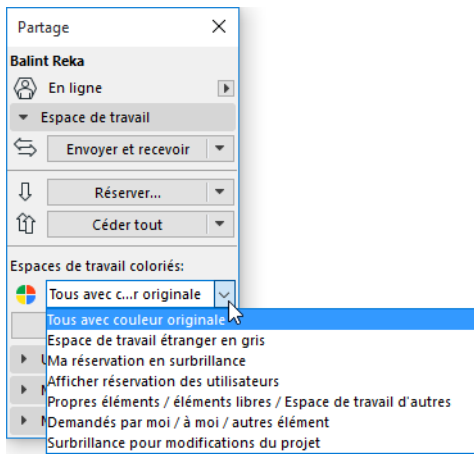 Partage
Balint Reka
En ligne
Espace de travail
Envoyer et recevoir
Réserver...
Céder tout
Espaces de travail coloriés:
Tous avec c...r originale
Tous avec couleur originale
Espace de travail étranger en gris
Ma réservation en surbrillance
Afficher réservation des utilisateurs
Propres éléments / éléments libres / Espace de travail d'autres
Demandés par moi / à moi / autres élément
Surbrillance pour modifications du projet